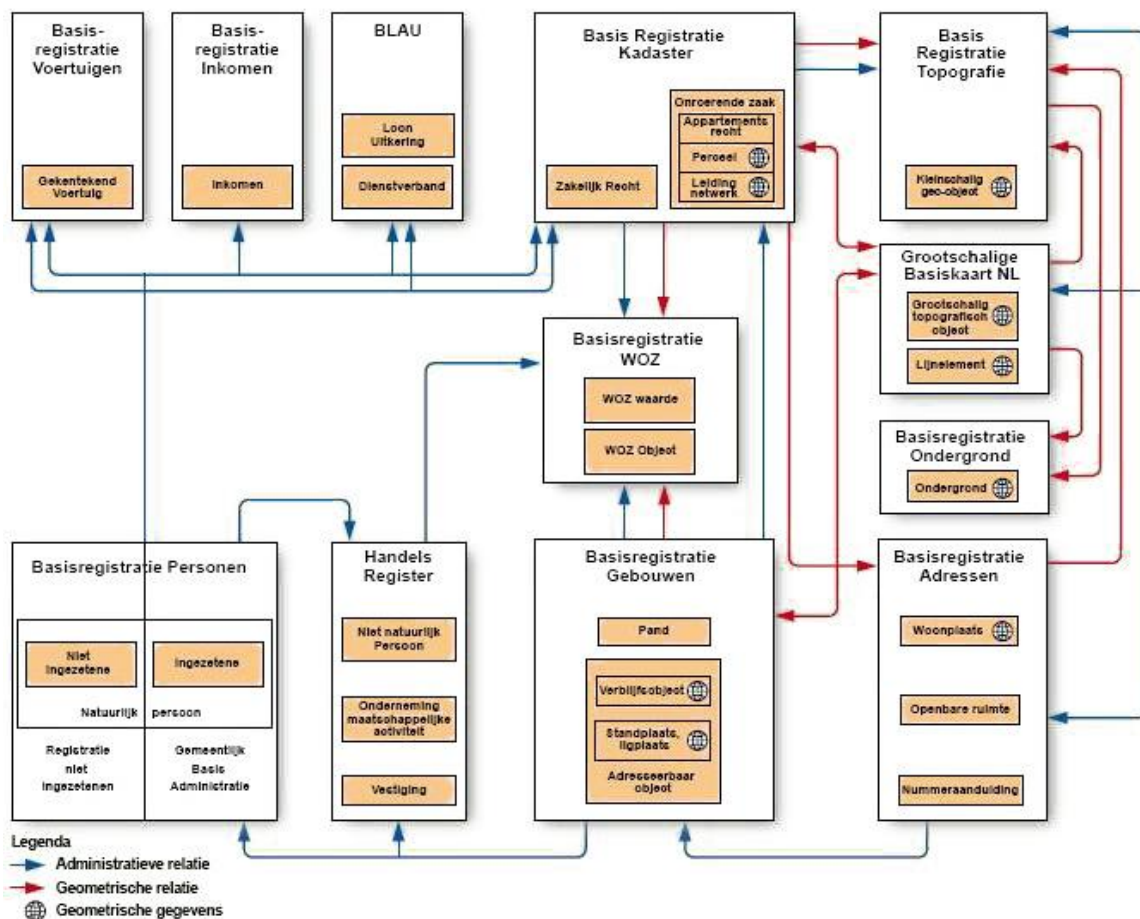 Basis-
registratie
Voertuigen
Gekentekend
Voertuig
Basis-
registratie
Inkomen
Inkomen
BLAU
Loon
Uitkering
Dienstverband
Basis Registratie
Kadaster
Zakelijk Recht
Onroerende zaak
Appartements
recht
Perceel
Leiding
netwerk
Basis
Registratie
Topografie
Kleinschalig
geo-object
Grootschalige
Basiskaart NL
Grootschalig
topografisch
object
Lijnelement
Basisregistratie
WOZ
WOZ waarde
WOZ Object
Basisregistratie
Ondergrond
Ondergrond
Basisregistratie Personen
Niet
Ingezetene
Ingezetene
Natuurlijk persoon
Registratie
niet
Ingezetenen
Gemeentelijk
Basis
Administratie
Handels
Register
Niet natuurlijk
Persoon
Onderneming
maatschappelijke
activiteit
Vestiging
Basisregistratie
Gebouwen
Pand
Verblijfsobject
Standplaats,
ligplaats
Adresseerbaar
object
Basisregistratie
Adressen
Woonplaats
Openbare ruimte
Nummeraanduiding
Legenda
Administratieve relatie
Geometrische relatie
Geometrische gegevens